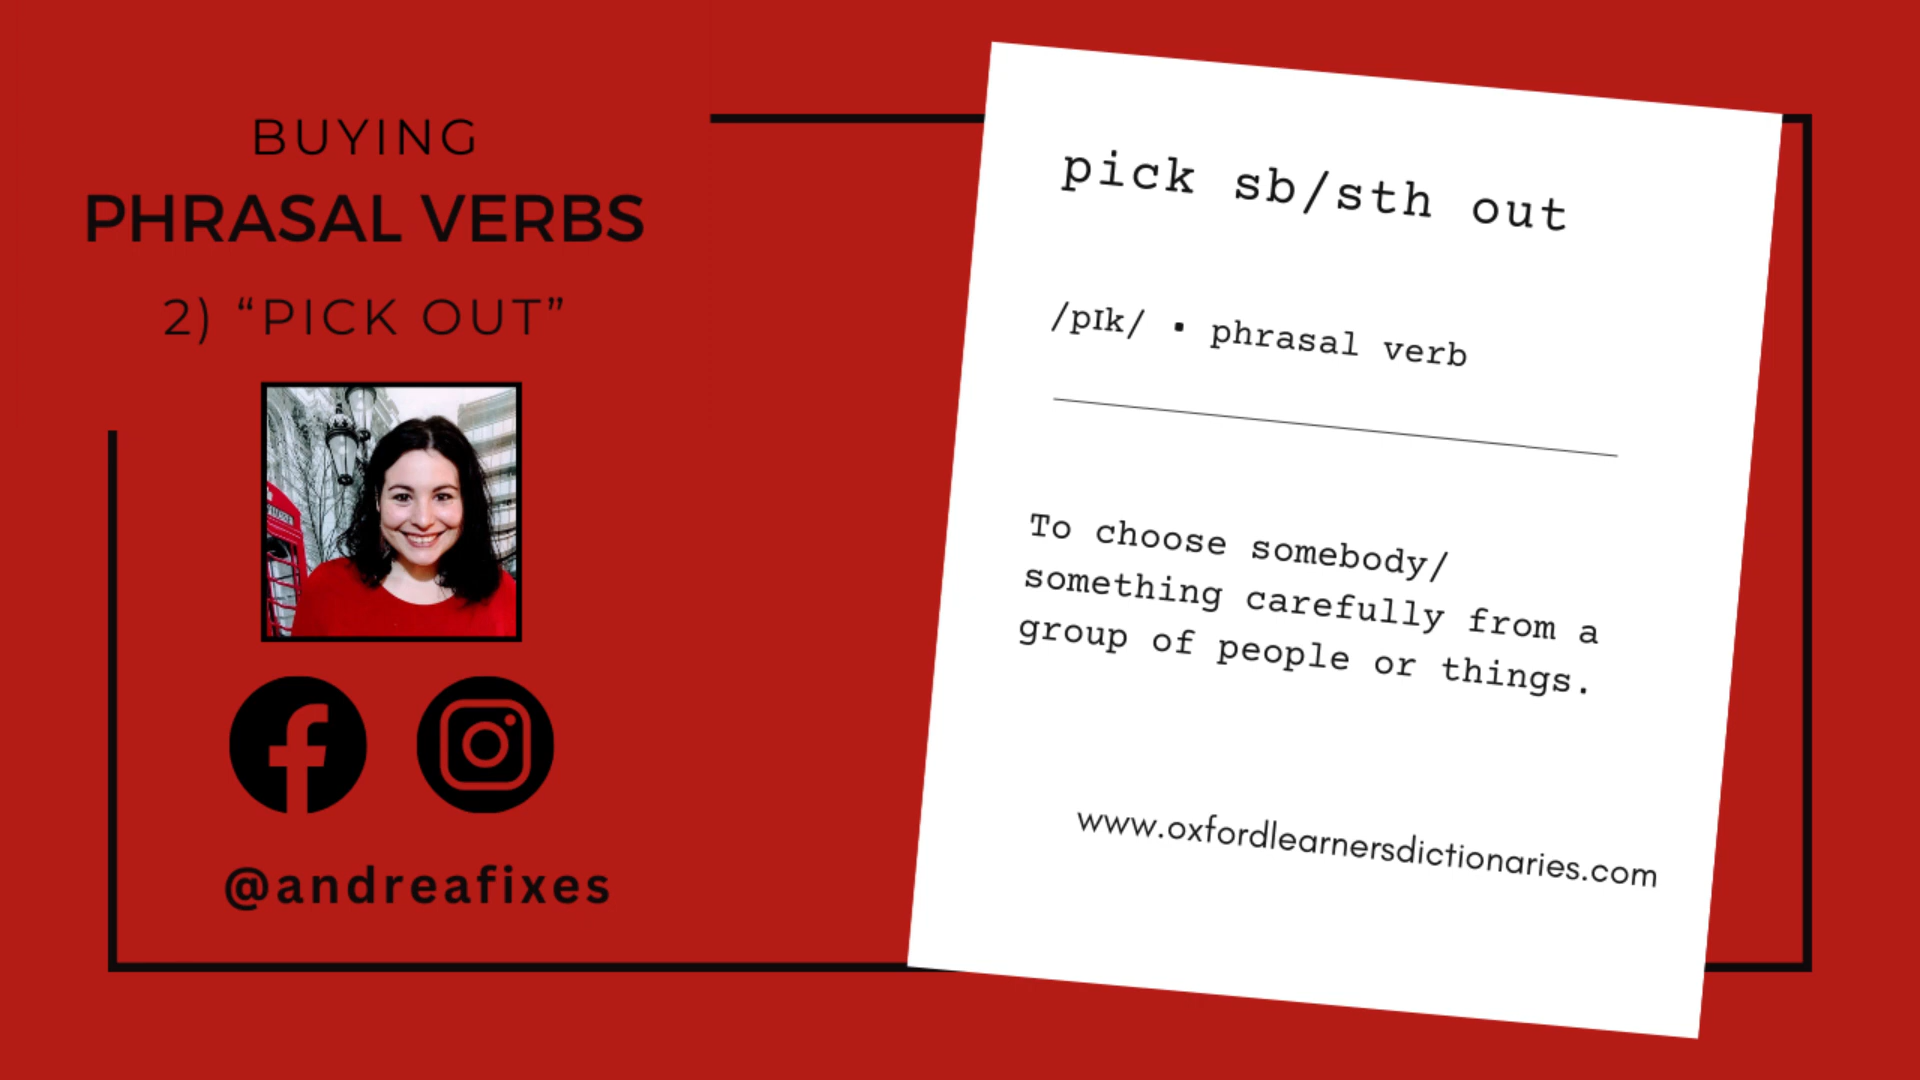 BUYING
PHRASAL VERBS
2) “PICK OUT”
@andreafixes
pick sb/sth out
/pɪk/ ▪ phrasal verb
To choose somebody/
something carefully from a
group of people or things.
www.oxfordlearnersdictionaries.com